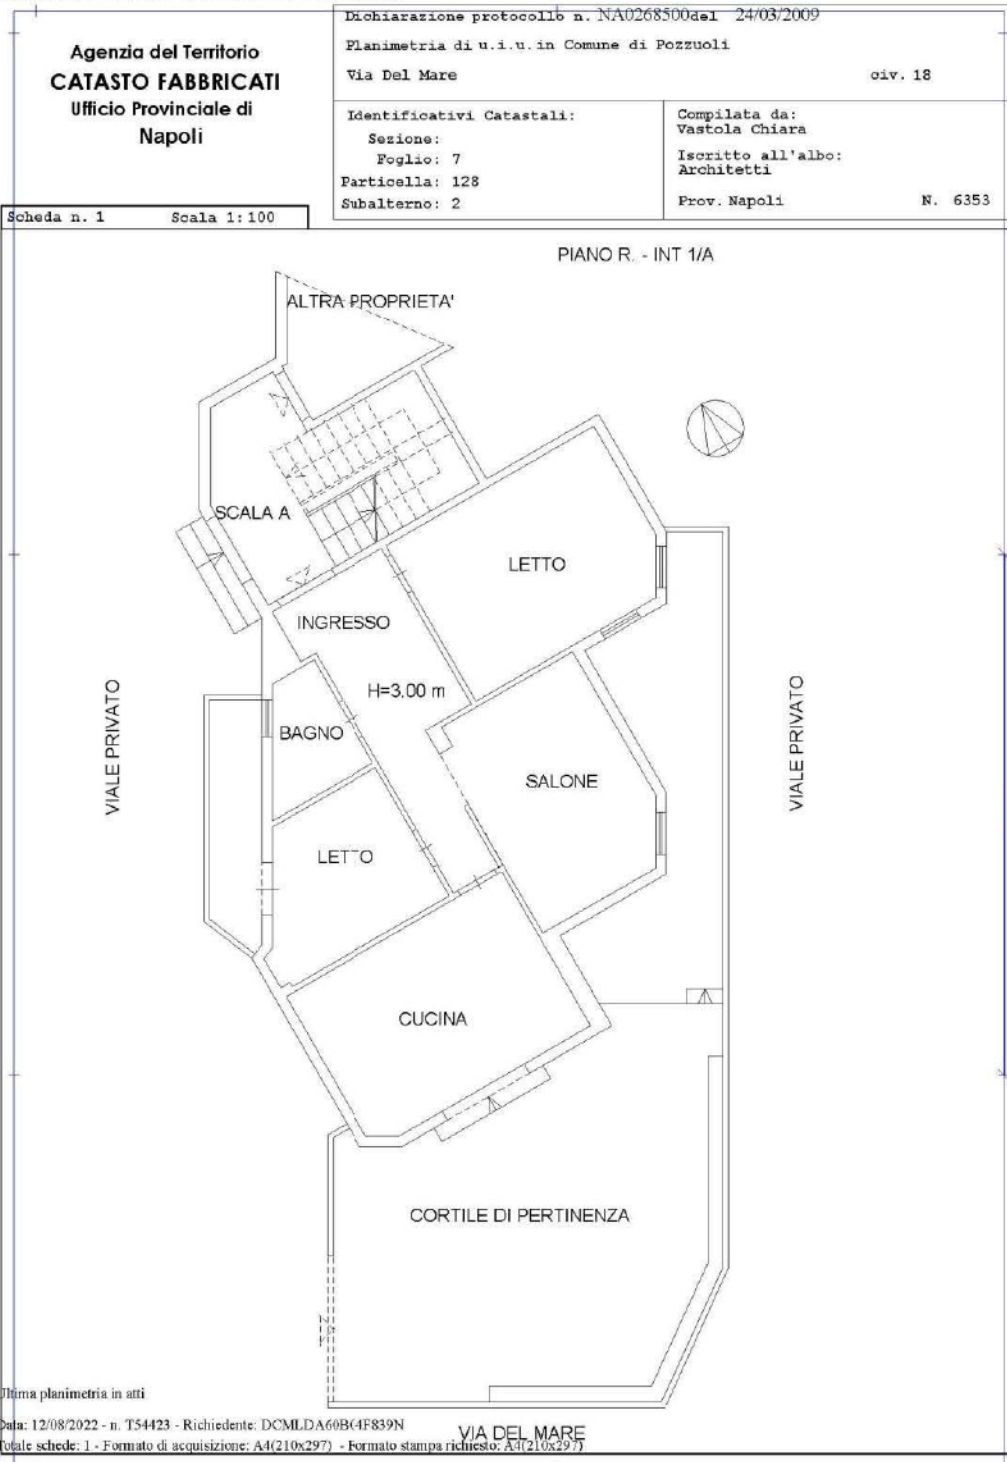 Agenzia del Territorio
CATASTO FABBRICATI
Ufficio Provinciale di
Napoli
Dichiarazione protocollo n. NA0268500del 24/03/2009
Planimetria di u.i.u. in Comune di Pozzuoli
Via Del Mare civ. 18
Identificativi Catastali:
Sezione:
Foglio: 7
Particella: 128
Subalterno: 2
Compilata da:
Vastola Chiara
Iscritto all'albo:
Architetti
Prov. Napoli N. 6353
Scheda n. 1 Scala 1:100
PIANO R. - INT 1/A
ALTRA PROPRIETA'
SCALA A
LETTO
INGRESSO
H=3,00 m
BAGNO
VIALE PRIVATO
VIALE PRIVATO
SALONE
LETTO
CUCINA
CORTILE DI PERTINENZA
Ultima planimetria in atti
Data: 12/08/2022 - n. T54423 - Richiedente:
VIA DEL MARE
Totale schede: 1 - Formato di acquisizione: A4(210x297) - Formato stampa richiesto: A4(210x297)